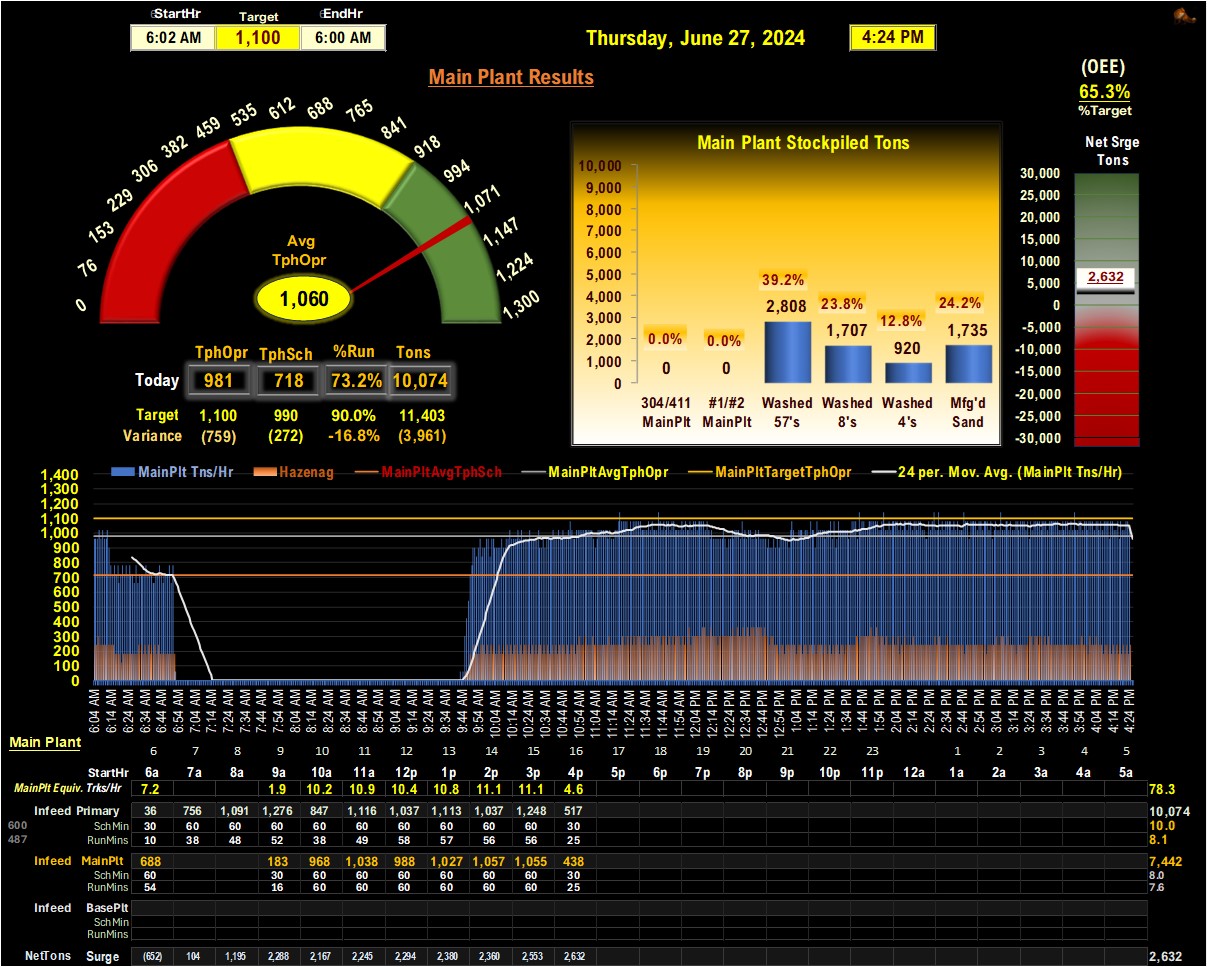 StartHr Target EndHr
6:02 AM 1,100 6:00 AM
Thursday, June 27, 2024 4:24 PM
Main Plant Results
(OEE)
65.3%
%Target
0 76 153 229 306 382 459 535 612 688 765 841 918 994 1,071 1,147 1,224 1,300
Avg
TphOpr
1,060
TphOpr TphSch %Run Tons
Today 981 718 73.2% 10,074
Target 1,100 990 90.0% 11,403
Variance (759) (272) -16.8% (3,961)
Main Plant Stockpiled Tons
10,000
9,000
8,000
7,000
6,000
5,000
4,000
3,000
2,000
1,000
0
0.0% 0.0% 39.2% 23.8% 12.8% 24.2%
0 0 2,808 1,707 920 1,735
304/411 #1/#2 Washed Washed Washed Mfg'd
MainPlt MainPlt 57's 8's 4's Sand
Net Srge
Tons
30,000
25,000
20,000
15,000
10,000
5,000
0
-5,000
-10,000
-15,000
-20,000
-25,000
-30,000
2,632
MainPlt Tns/Hr Hazenag MainPltAvgTphSch MainPltAvgTphOpr MainPltTargetTphOpr 24 per. Mov. Avg. (MainPlt Tns/Hr)
1,400
1,300
1,200
1,100
1,000
900
800
700
600
500
400
300
200
100
0
6:04 AM 6:14 AM 6:24 AM 6:34 AM 6:44 AM 6:54 AM 7:04 AM 7:14 AM 7:24 AM 7:34 AM 7:44 AM 7:54 AM 8:04 AM 8:14 AM 8:24 AM 8:34 AM 8:44 AM 8:54 AM 9:04 AM 9:14 AM 9:24 AM 9:34 AM 9:44 AM 9:54 AM 10:04 AM 10:14 AM 10:24 AM 10:34 AM 10:44 AM 10:54 AM 11:04 AM 11:14 AM 11:24 AM 11:34 AM 11:44 AM 11:54 AM 12:04 PM 12:14 PM 12:24 PM 12:34 PM 12:44 PM 12:54 PM 1:04 PM 1:14 PM 1:24 PM 1:34 PM 1:44 PM 1:54 PM 2:04 PM 2:14 PM 2:24 PM 2:34 PM 2:44 PM 2:54 PM 3:04 PM 3:14 PM 3:24 PM 3:34 PM 3:44 PM 3:54 PM 4:04 PM 4:14 PM 4:24 PM
Main Plant
6 7 8 9 10 11 12 13 14 15 16 17 18 19 20 21 22 23 1 2 3 4 5
StartHr 6a 7a 8a 9a 10a 11a 12p 1p 2p 3p 4p 5p 6p 7p 8p 9p 10p 11p 12a 1a 2a 3a 4a 5a
MainPlt Equiv. Trks/Hr 7.2 1.9 10.2 10.9 10.4 10.8 11.1 11.1 4.6 78.3
Infeed Primary 36 756 1,091 1,276 847 1,116 1,037 1,113 1,037 1,248 517 10,074
600 SchMin 30 60 60 60 60 60 60 60 60 60 30 10.0
487 RunMins 10 38 48 52 38 49 58 57 56 56 25 8.1
Infeed MainPlt 688 183 968 1,038 988 1,027 1,057 1,055 438 7,442
SchMin 60 30 60 60 60 60 60 60 30 8.0
RunMins 54 16 60 60 60 60 60 60 25 7.6
Infeed BasePlt
SchMin
RunMins
NetTons Surge (652) 104 1,195 2,288 2,167 2,245 2,294 2,380 2,360 2,553 2,632 2,632